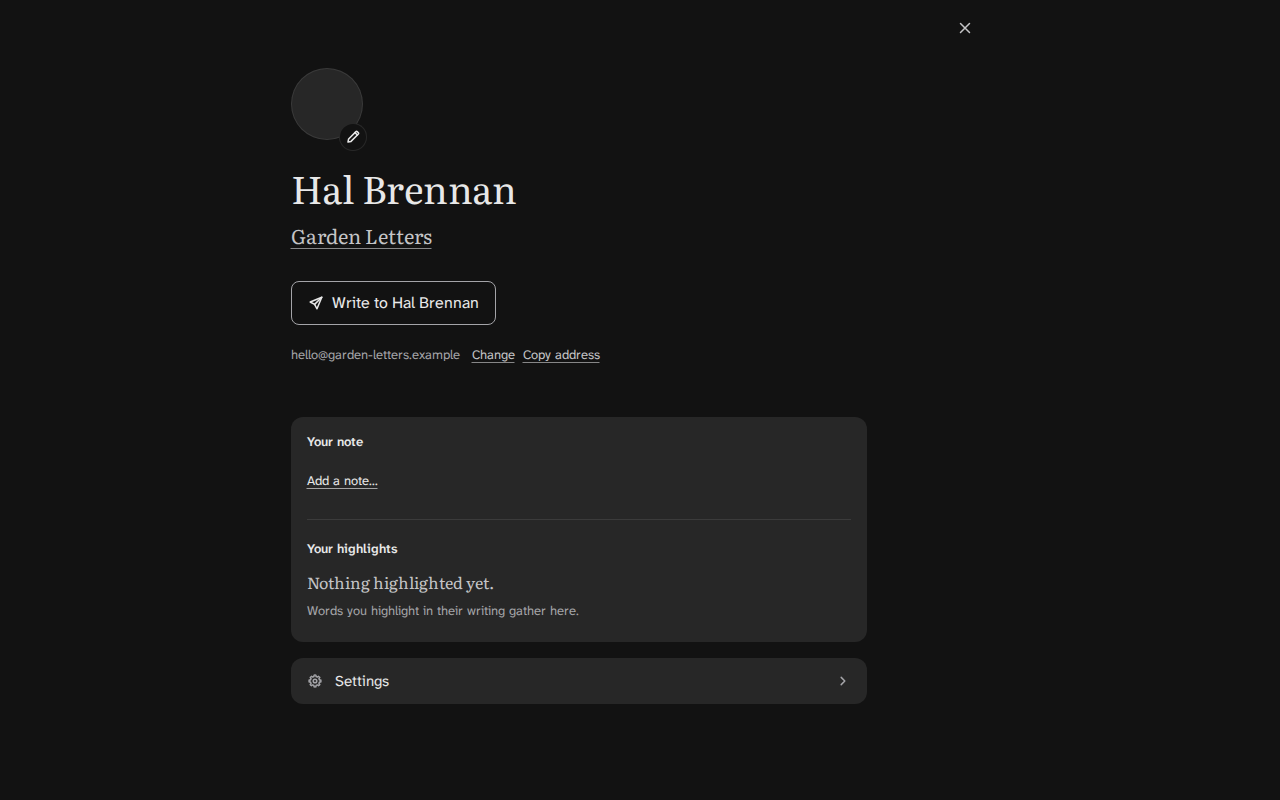 Hal Brennan
Garden Letters
Write to Hal Brennan
hello@garden-letters.example Change Copy address
Your note
Add a note...
Your highlights
Nothing highlighted yet.
Words you highlight in their writing gather here.
Settings